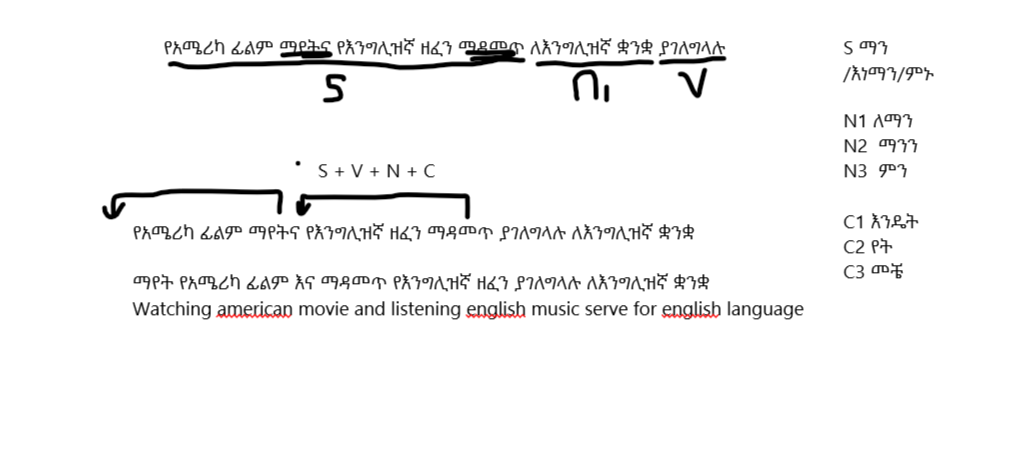 የአሜሪካ ፊልም ማየትና የእንግሊዝኛ ዘፈን ማዳመጥ ለእንግሊዝኛ ቋንቋ ያገለግላሉ
S n1 V
S + V + N + C
የአሜሪካ ፊልም ማየትና የእንግሊዝኛ ዘፈን ማዳመጥ ያገለግላሉ ለእንግሊዝኛ ቋንቋ
ማየት የአሜሪካ ፊልም እና ማዳመጥ የእንግሊዝኛ ዘፈን ያገለግላሉ ለእንግሊዝኛ ቋንቋ
Watching american movie and listening english music serve for english language
S ማን
/እነማን/ምኑ
N1 ለማን
N2 ማንን
N3 ምን
C1 እንዴት
C2 የት
C3 መቼ